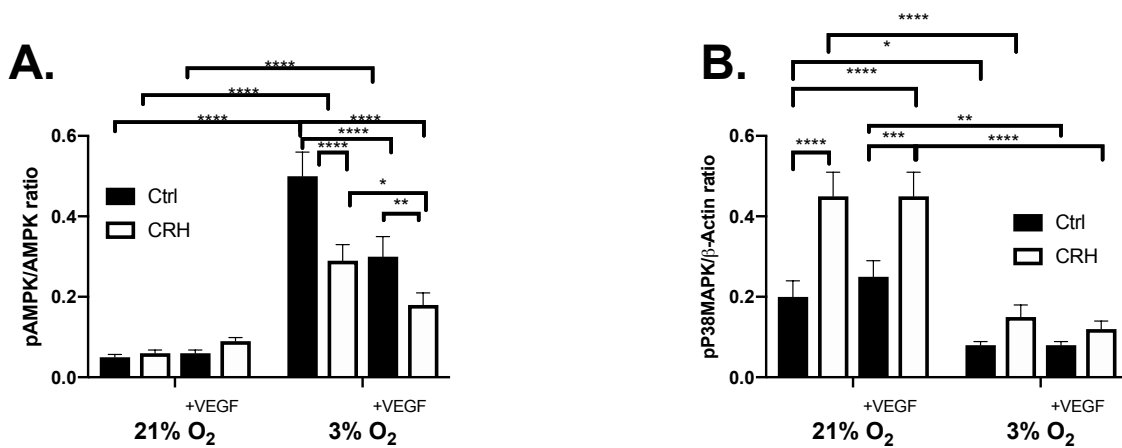 A.
****
****
**** ****
****
****
*
**
pAMPK/AMPK ratio
0.6
0.4
0.2
0.0
Ctrl
CRH
+VEGF +VEGF
21% O₂ 3% O₂
B.
****
*
****
**
**** *** ****
pP38MAPK/β-Actin ratio
0.6
0.4
0.2
0.0
Ctrl
CRH
+VEGF +VEGF
21% O₂ 3% O₂